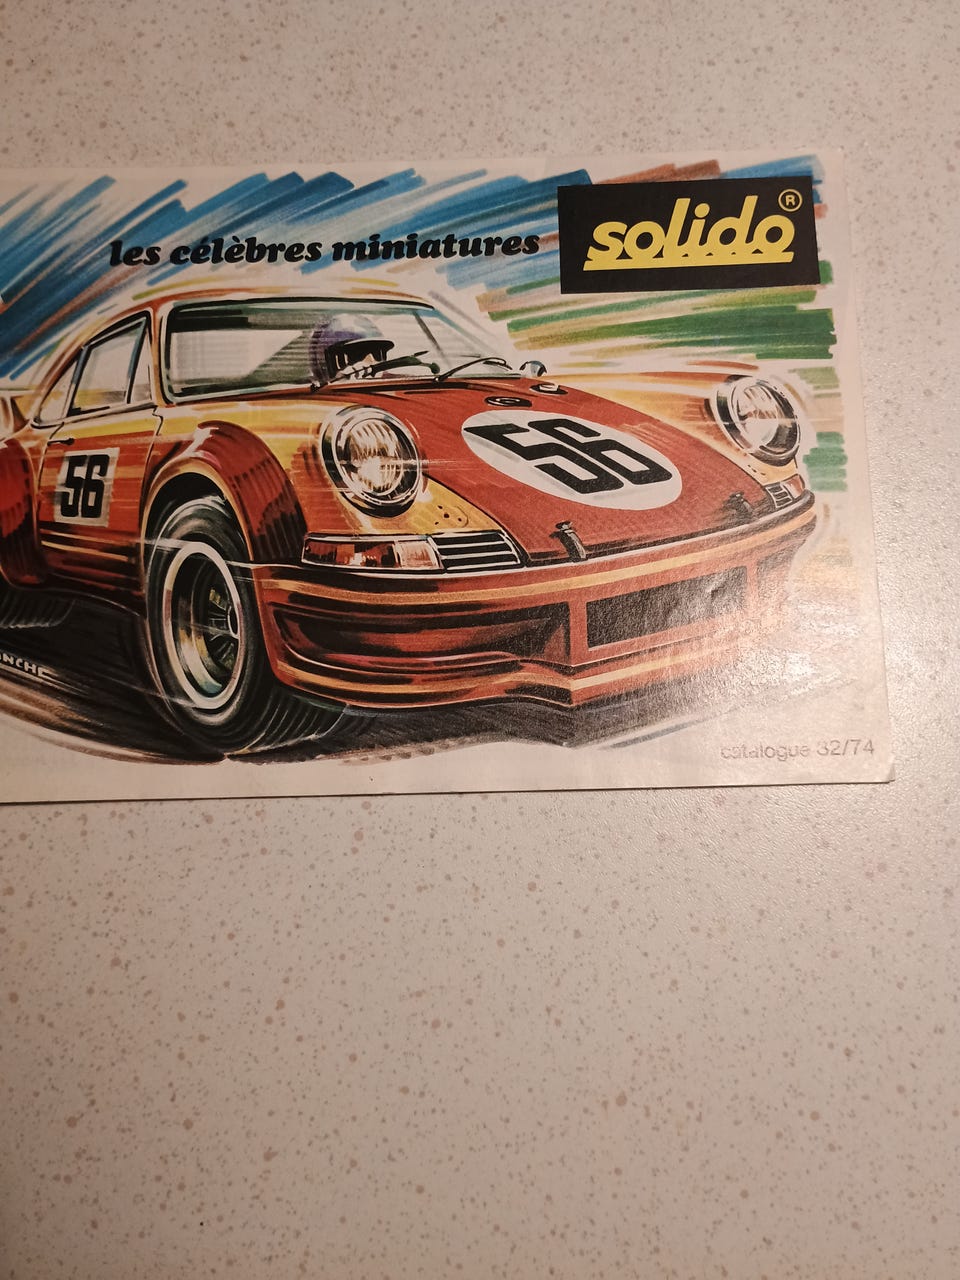 les célèbres miniatures
solido ®
56
56
catalogue 32/74